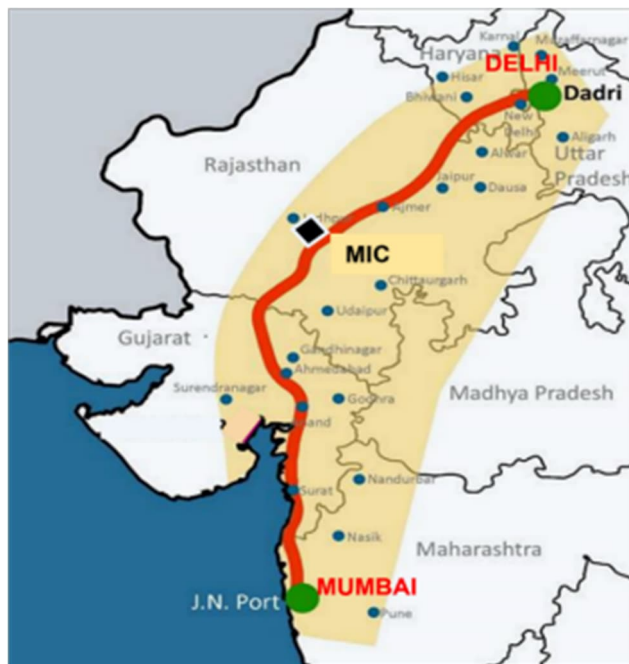 Karnal
Muzaffarnagar
Haryana
DELHI
Hisar
Meerut
Bhiwani
Dadri
New
Delhi
Aligarh
Alwar
Uttar
Pradesh
Rajasthan
Jaipur
Dausa
Ajmer
MIC
Chittaurgarh
Udaipur
Gujarat
Gandhinagar
Ahmedabad
Madhya Pradesh
Surendranagar
Godhra
Nandurbar
Surat
Nasik
Maharashtra
MUMBAI
J.N. Port
Pune